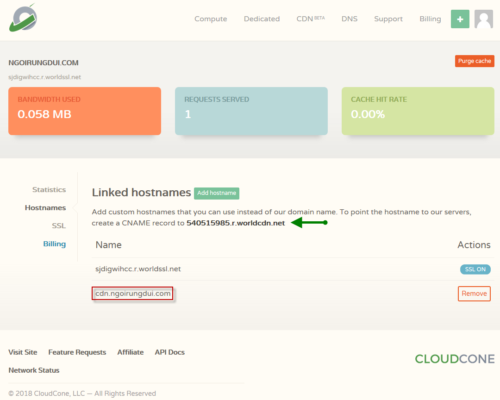 Compute Dedicated CDN BETA DNS Support Billing +
NGOIRUNGDUI.COM
Purge cache
sjdigwihcc.r.worldssl.net
BANDWIDTH USED
0.058 MB
REQUESTS SERVED
1
CACHE HIT RATE
0.00%
Statistics
Hostnames
SSL
Billing
Linked hostnames Add hostname
Add custom hostnames that you can use instead of our domain name. To point the hostname to our servers,
create a CNAME record to 540515985.r.worldcdn.net
Name Actions
sjdigwihcc.r.worldssl.net SSL ON
cdn.ngoirungdui.com Remove
Visit Site Feature Requests Affiliate API Docs
Network Status
CLOUDCONE
© 2018 CloudCone, LLC — All Rights Reserved